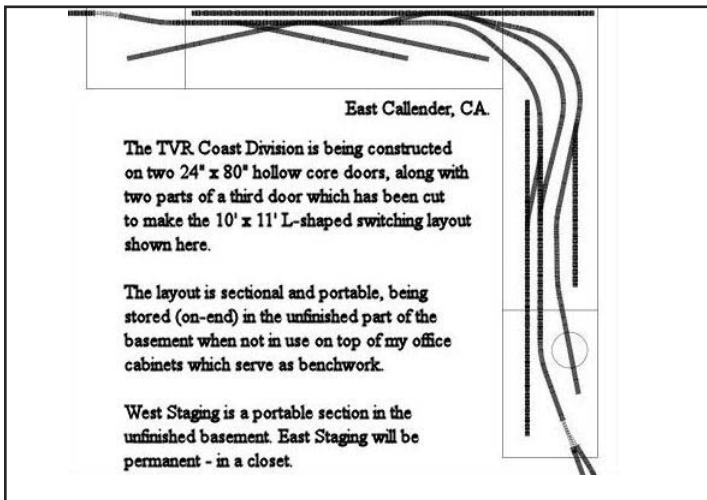 East Callender, CA.
The TVR Coast Division is being constructed
on two 24" x 80" hollow core doors, along with
two parts of a third door which has been cut
to make the 10' x 11' L-shaped switching layout
shown here.
The layout is sectional and portable, being
stored (on-end) in the unfinished part of the
basement when not in use on top of my office
cabinets which serve as benchwork.
West Staging is a portable section in the
unfinished basement. East Staging will be
permanent - in a closet.